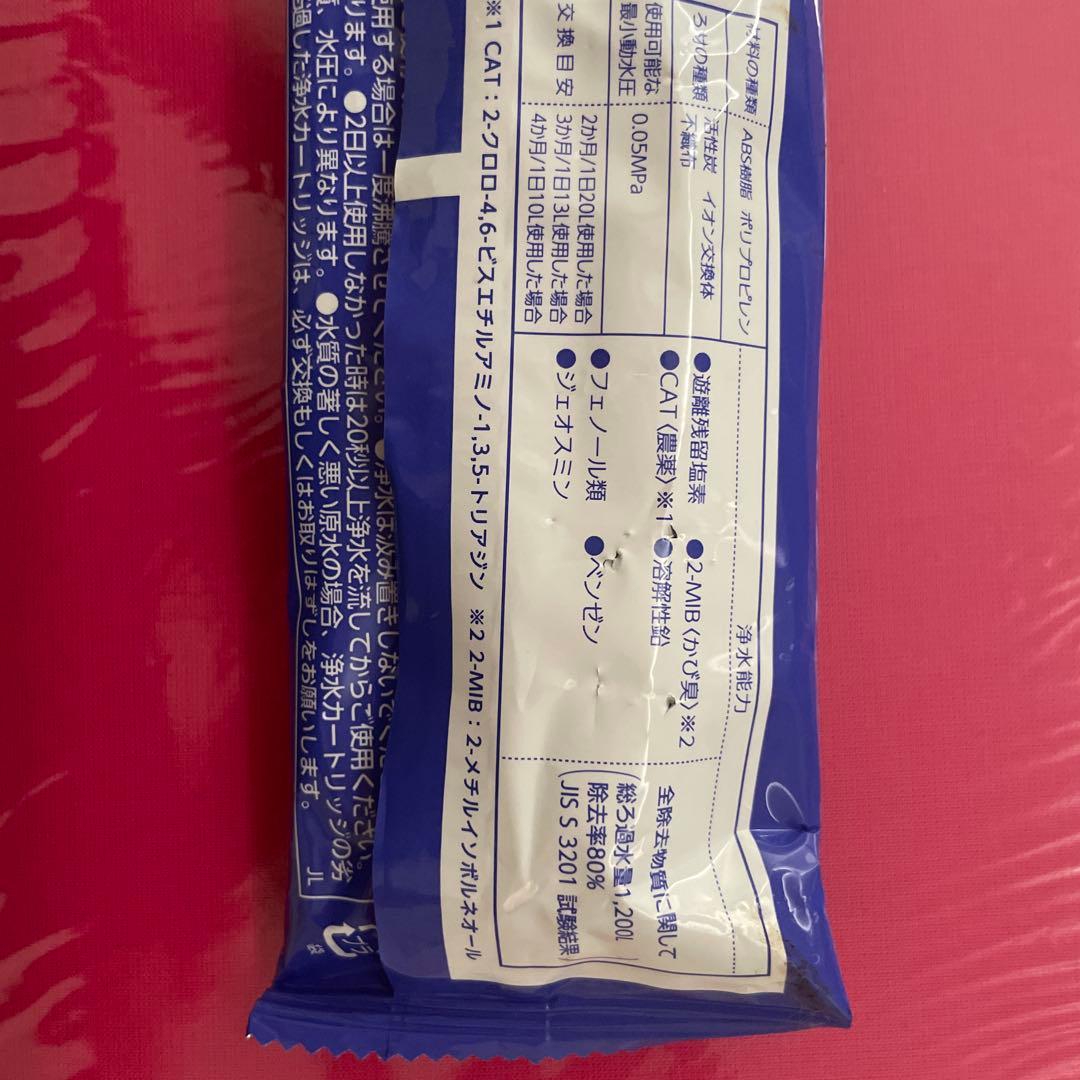 材料の種類 ABS樹脂 ポリプロピレン
ろ材の種類 活性炭 イオン交換体
不織布
使用可能な
最小動水圧
0.05MPa
交換目安
2か月/1日20L使用した場合
3か月/1日13L使用した場合
4か月/1日10L使用した場合
浄水能力
●遊離残留塩素 ●2-MIB〈かび臭〉※2
●CAT〈農薬〉※1 ●溶解性鉛
●フェノール類 ●ベンゼン
●ジェオスミン
全除去物質に関して
総ろ過水量1,200L
除去率80%
(JIS S 3201 試験結果)
※1 CAT：2-クロロ-4,6-ビスエチルアミノ-1,3,5-トリアジン ※2 2-MIB：2-メチルイソボルネオール
使用する場合は一度沸騰させてください。●浄水は汲み置きしないでくだ
ります。●2日以上使用しなかった時は20秒以上浄水を流してからご使用ください。
水圧により異なります。●水質の著しく悪い原水の場合、浄水カートリッジの劣
過した浄水カートリッジは、必ず交換もしくはお取りはずしをお願いします。
JL
プラ
袋